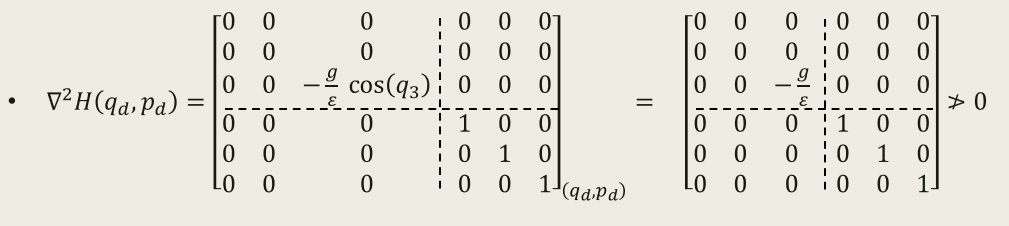 • ∇²H(q_d, p_d) = [0 0 0 0 0 0; 0 0 0 0 0 0; 0 0 −g/ε cos(q₃) 0 0 0; 0 0 0 1 0 0; 0 0 0 0 1 0; 0 0 0 0 0 1]_(q_d,p_d) = [0 0 0 0 0 0; 0 0 0 0 0 0; 0 0 −g/ε 0 0 0; 0 0 0 1 0 0; 0 0 0 0 1 0; 0 0 0 0 0 1] ≯ 0